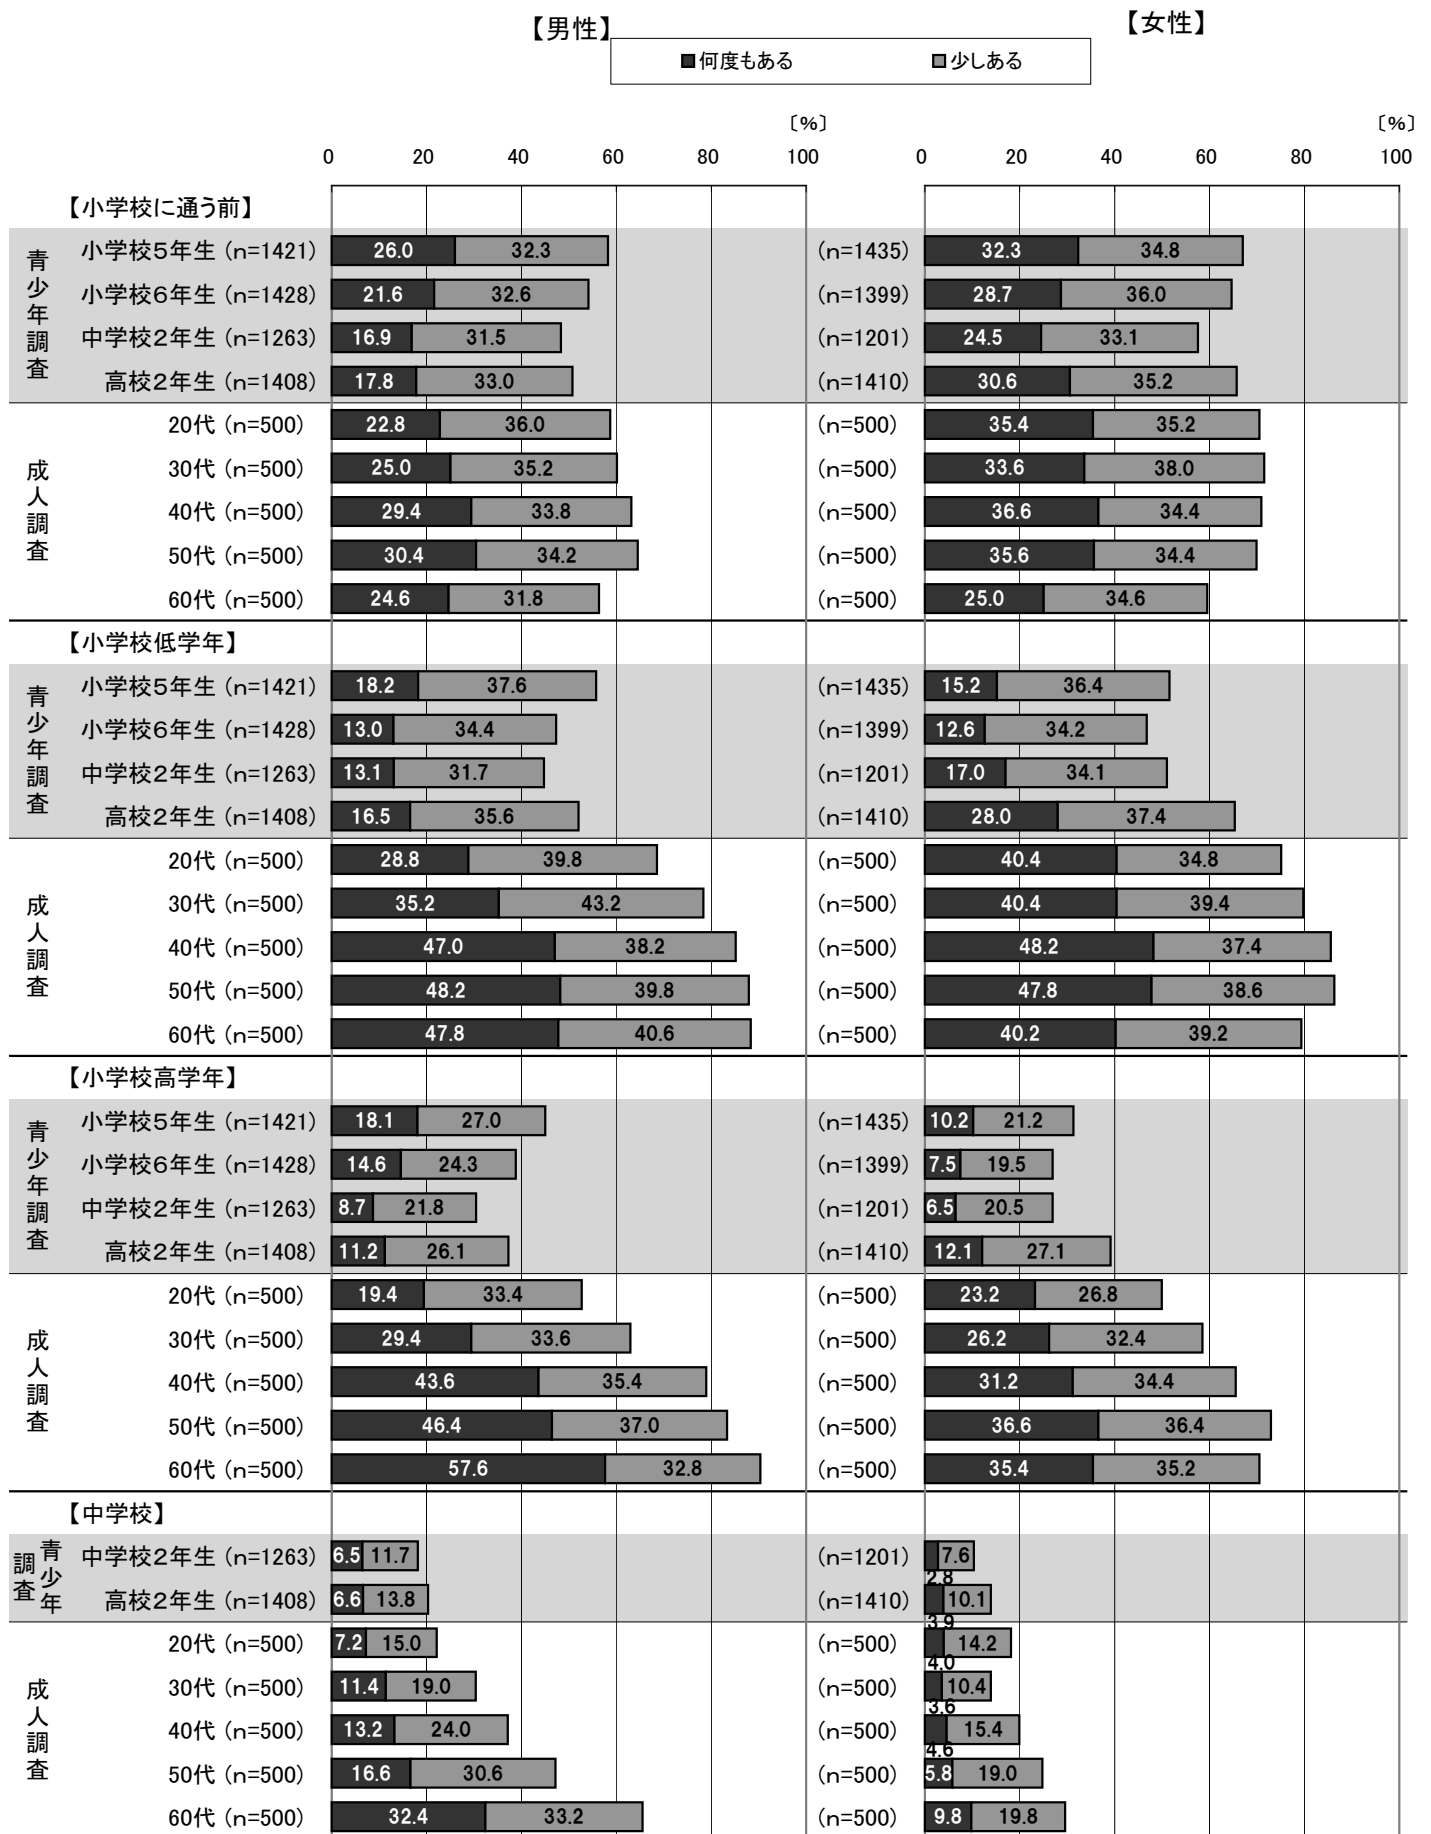 【男性】
【女性】
■何度もある ■少しある
〔%〕 〔%〕
0 20 40 60 80 100 0 20 40 60 80 100
【小学校に通う前】
青少年調査
小学校5年生 (n=1421) 26.0 32.3 (n=1435) 32.3 34.8
小学校6年生 (n=1428) 21.6 32.6 (n=1399) 28.7 36.0
中学校2年生 (n=1263) 16.9 31.5 (n=1201) 24.5 33.1
高校2年生 (n=1408) 17.8 33.0 (n=1410) 30.6 35.2
成人調査
20代 (n=500) 22.8 36.0 (n=500) 35.4 35.2
30代 (n=500) 25.0 35.2 (n=500) 33.6 38.0
40代 (n=500) 29.4 33.8 (n=500) 36.6 34.4
50代 (n=500) 30.4 34.2 (n=500) 35.6 34.4
60代 (n=500) 24.6 31.8 (n=500) 25.0 34.6
【小学校低学年】
青少年調査
小学校5年生 (n=1421) 18.2 37.6 (n=1435) 15.2 36.4
小学校6年生 (n=1428) 13.0 34.4 (n=1399) 12.6 34.2
中学校2年生 (n=1263) 13.1 31.7 (n=1201) 17.0 34.1
高校2年生 (n=1408) 16.5 35.6 (n=1410) 28.0 37.4
成人調査
20代 (n=500) 28.8 39.8 (n=500) 40.4 34.8
30代 (n=500) 35.2 43.2 (n=500) 40.4 39.4
40代 (n=500) 47.0 38.2 (n=500) 48.2 37.4
50代 (n=500) 48.2 39.8 (n=500) 47.8 38.6
60代 (n=500) 47.8 40.6 (n=500) 40.2 39.2
【小学校高学年】
青少年調査
小学校5年生 (n=1421) 18.1 27.0 (n=1435) 10.2 21.2
小学校6年生 (n=1428) 14.6 24.3 (n=1399) 7.5 19.5
中学校2年生 (n=1263) 8.7 21.8 (n=1201) 6.5 20.5
高校2年生 (n=1408) 11.2 26.1 (n=1410) 12.1 27.1
成人調査
20代 (n=500) 19.4 33.4 (n=500) 23.2 26.8
30代 (n=500) 29.4 33.6 (n=500) 26.2 32.4
40代 (n=500) 43.6 35.4 (n=500) 31.2 34.4
50代 (n=500) 46.4 37.0 (n=500) 36.6 36.4
60代 (n=500) 57.6 32.8 (n=500) 35.4 35.2
【中学校】
青少年調査
中学校2年生 (n=1263) 6.5 11.7 (n=1201) 2.8 7.6
高校2年生 (n=1408) 6.6 13.8 (n=1410) 3.9 10.1
成人調査
20代 (n=500) 7.2 15.0 (n=500) 4.0 14.2
30代 (n=500) 11.4 19.0 (n=500) 3.6 10.4
40代 (n=500) 13.2 24.0 (n=500) 4.6 15.4
50代 (n=500) 16.6 30.6 (n=500) 5.8 19.0
60代 (n=500) 32.4 33.2 (n=500) 9.8 19.8